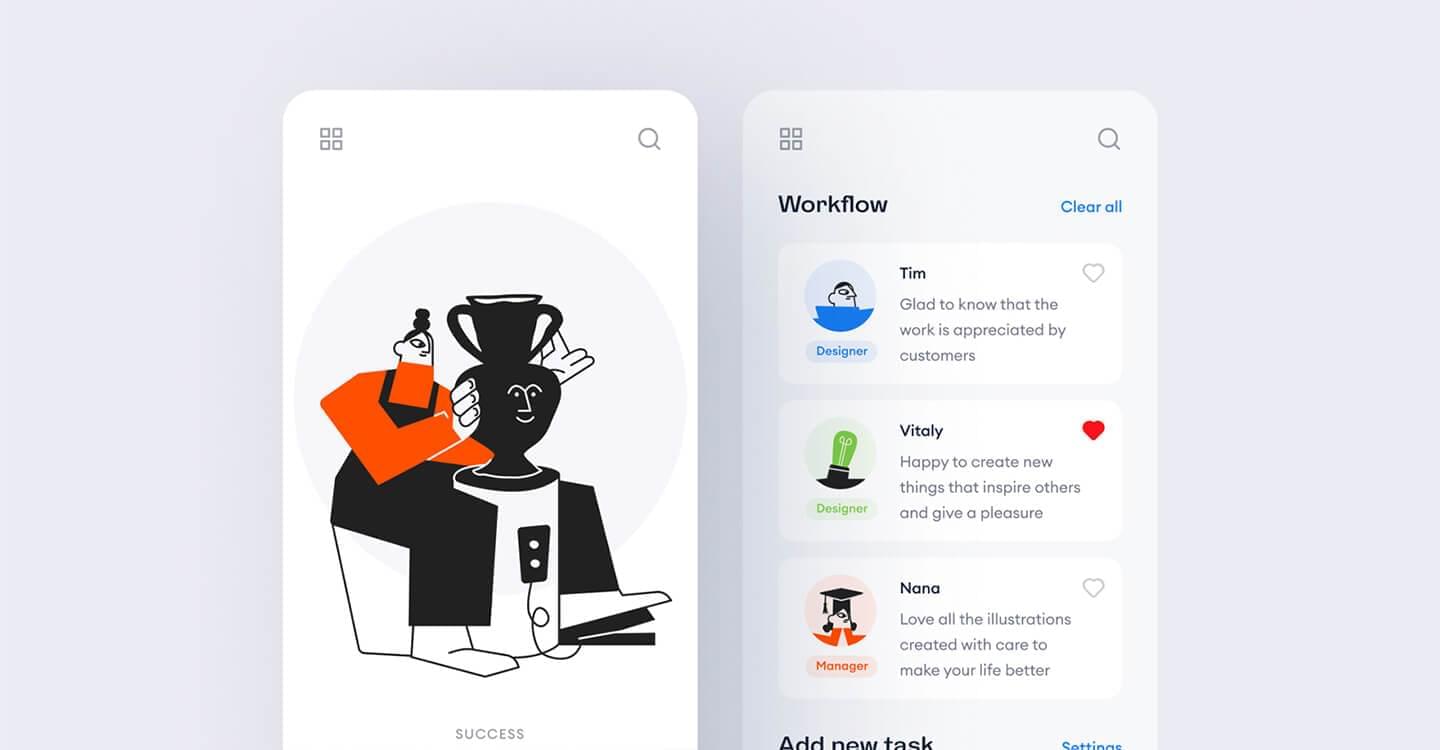 SUCCESS
Workflow
Clear all
Tim
Glad to know that the
work is appreciated by
customers
Designer
Vitaly
Happy to create new
things that inspire others
and give a pleasure
Designer
Nana
Love all the illustrations
created with care to
make your life better
Manager
Add new task
Settings